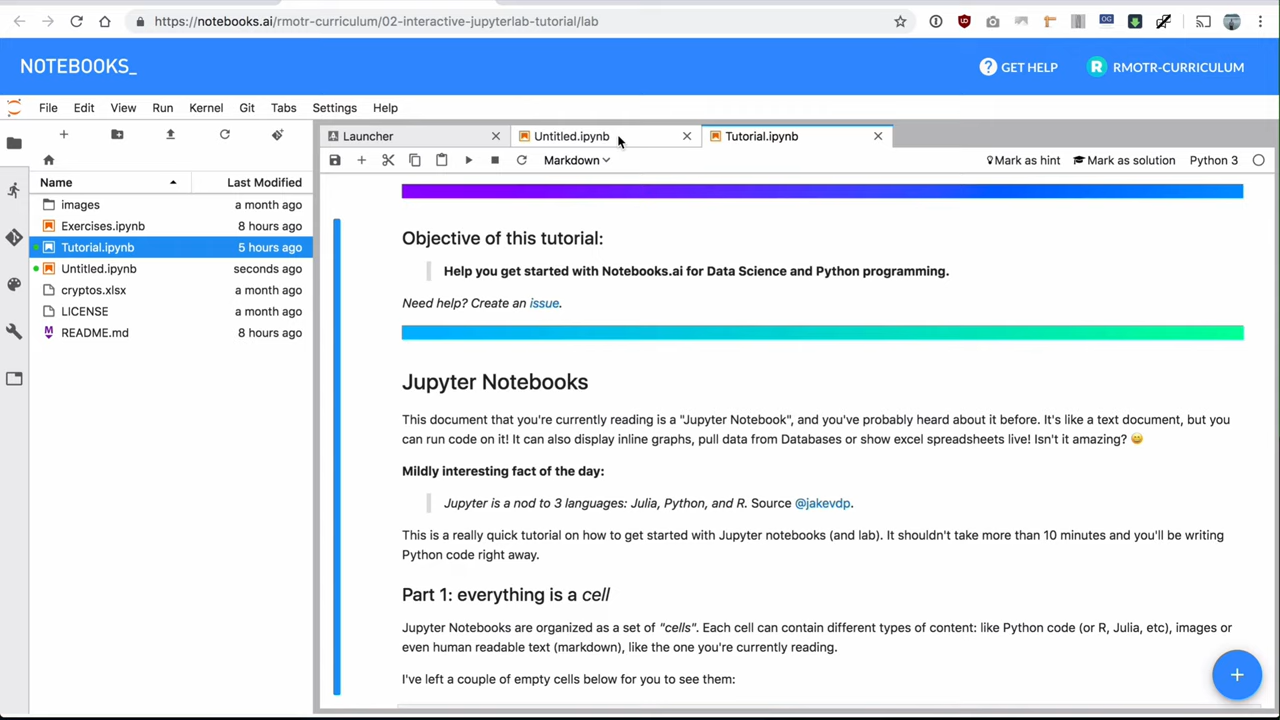 https://notebooks.ai/rmotr-curriculum/02-interactive-jupyterlab-tutorial/lab
NOTEBOOKS_
? GET HELP
R RMOTR-CURRICULUM
File Edit View Run Kernel Git Tabs Settings Help
Launcher
Untitled.ipynb
Tutorial.ipynb
Markdown
Mark as hint
Mark as solution
Python 3
Name Last Modified
images a month ago
Exercises.ipynb 8 hours ago
Tutorial.ipynb 5 hours ago
Untitled.ipynb seconds ago
cryptos.xlsx a month ago
LICENSE a month ago
README.md 8 hours ago
Objective of this tutorial:
Help you get started with Notebooks.ai for Data Science and Python programming.
Need help? Create an issue.
Jupyter Notebooks
This document that you're currently reading is a "Jupyter Notebook", and you've probably heard about it before. It's like a text document, but you
can run code on it! It can also display inline graphs, pull data from Databases or show excel spreadsheets live! Isn't it amazing? 😄
Mildly interesting fact of the day:
Jupyter is a nod to 3 languages: Julia, Python, and R. Source @jakevdp.
This is a really quick tutorial on how to get started with Jupyter notebooks (and lab). It shouldn't take more than 10 minutes and you'll be writing
Python code right away.
Part 1: everything is a cell
Jupyter Notebooks are organized as a set of "cells". Each cell can contain different types of content: like Python code (or R, Julia, etc), images or
even human readable text (markdown), like the one you're currently reading.
I've left a couple of empty cells below for you to see them: